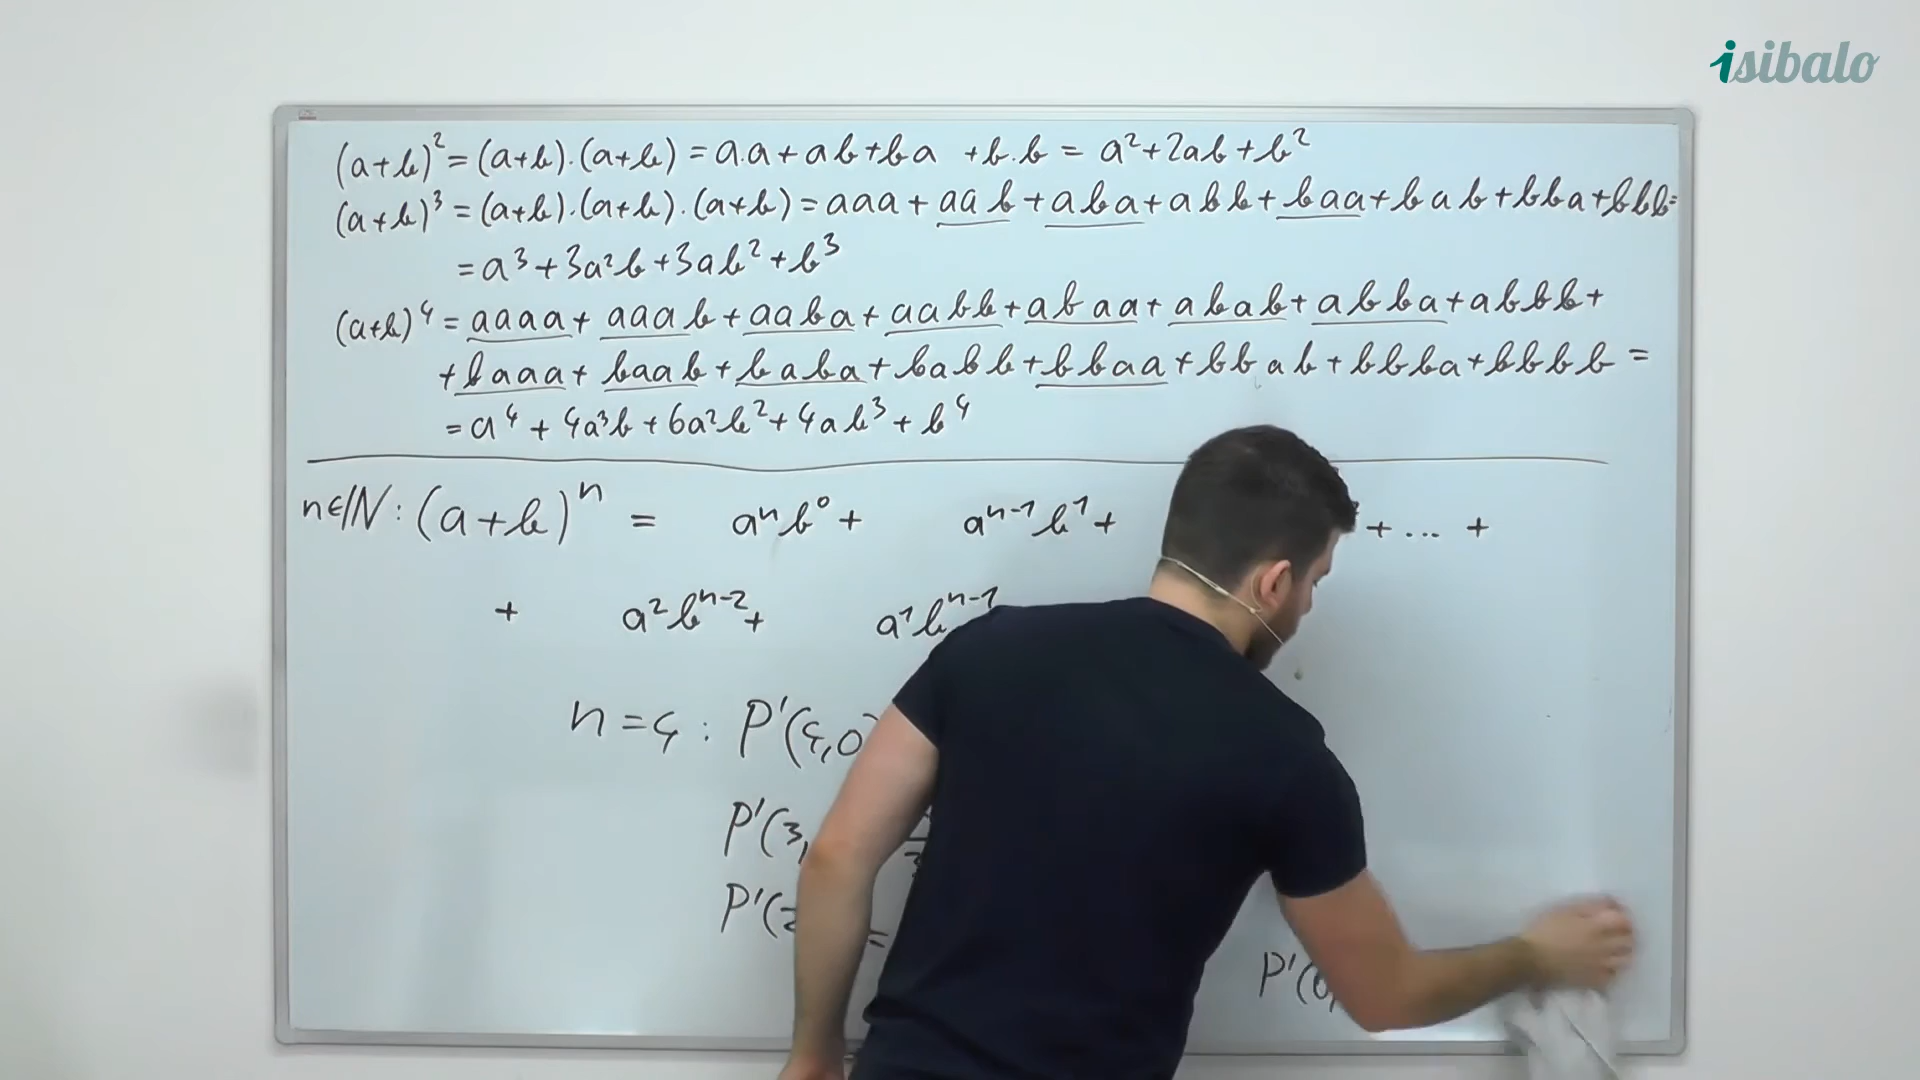 isibalo
(a+b)² = (a+b).(a+b) = a.a + ab + ba + b.b = a² + 2ab + b²
(a+b)³ = (a+b).(a+b).(a+b) = aaa + aab + aba + abb + baa + bab + bba + bbb =
= a³ + 3a²b + 3ab² + b³
(a+b)⁴ = aaaa + aaab + aaba + aabb + abaa + abab + abba + abbb +
+ baaa + baab + baba + babb + bbaa + bbab + bbba + bbbb =
= a⁴ + 4a³b + 6a²b² + 4ab³ + b⁴
n∈ℕ: (a+b)ⁿ = aⁿb⁰ + aⁿ⁻¹b¹ + + ... +
+ a²bⁿ⁻² + a¹bⁿ⁻¹
n = 4 : P'(4,0)
P'(3,
P'(2 =
P'(0,